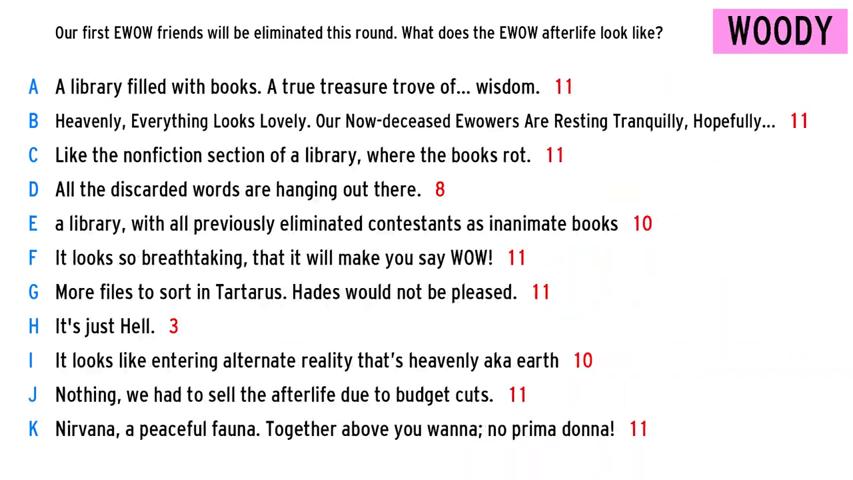 Our first EWOW friends will be eliminated this round. What does the EWOW afterlife look like?
WOODY
A A library filled with books. A true treasure trove of... wisdom. 11
B Heavenly, Everything Looks Lovely. Our Now-deceased Ewowers Are Resting Tranquilly, Hopefully... 11
C Like the nonfiction section of a library, where the books rot. 11
D All the discarded words are hanging out there. 8
E a library, with all previously eliminated contestants as inanimate books 10
F It looks so breathtaking, that it will make you say WOW! 11
G More files to sort in Tartarus. Hades would not be pleased. 11
H It's just Hell. 3
I It looks like entering alternate reality that's heavenly aka earth 10
J Nothing, we had to sell the afterlife due to budget cuts. 11
K Nirvana, a peaceful fauna. Together above you wanna; no prima donna! 11